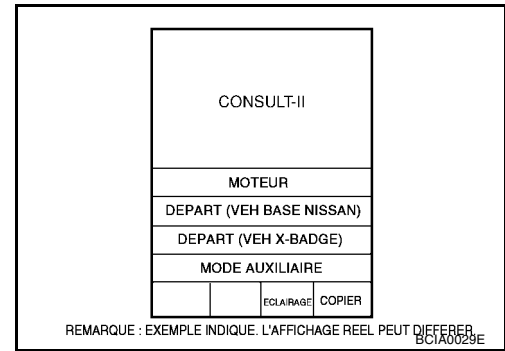 CONSULT-II
MOTEUR
DEPART (VEH BASE NISSAN)
DEPART (VEH X-BADGE)
MODE AUXILIAIRE
ECLAIRAGE COPIER
REMARQUE : EXEMPLE INDIQUE. L'AFFICHAGE REEL PEUT DIFFERER.
BCIA0029E